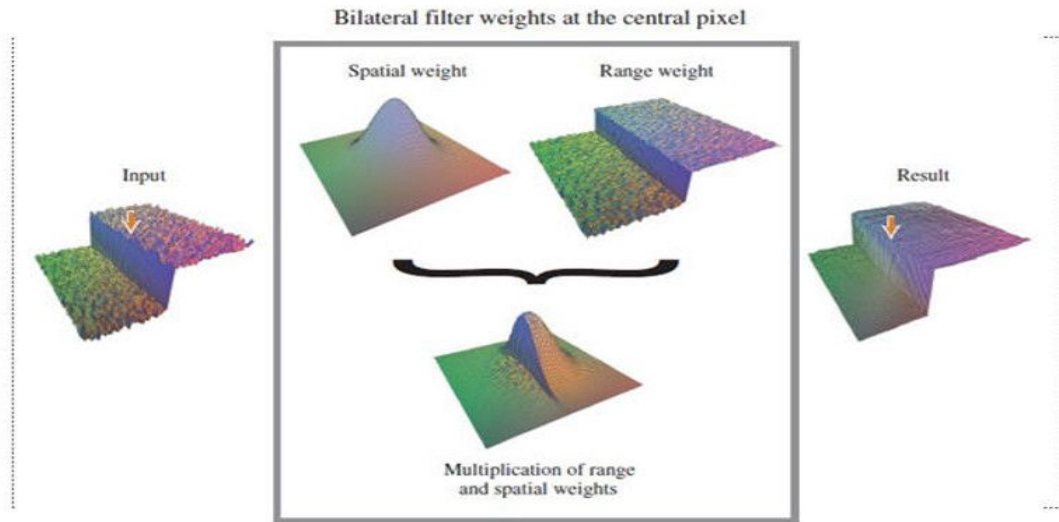 Bilateral filter weights at the central pixel
Spatial weight
Range weight
Input
Result
Multiplication of range
and spatial weights